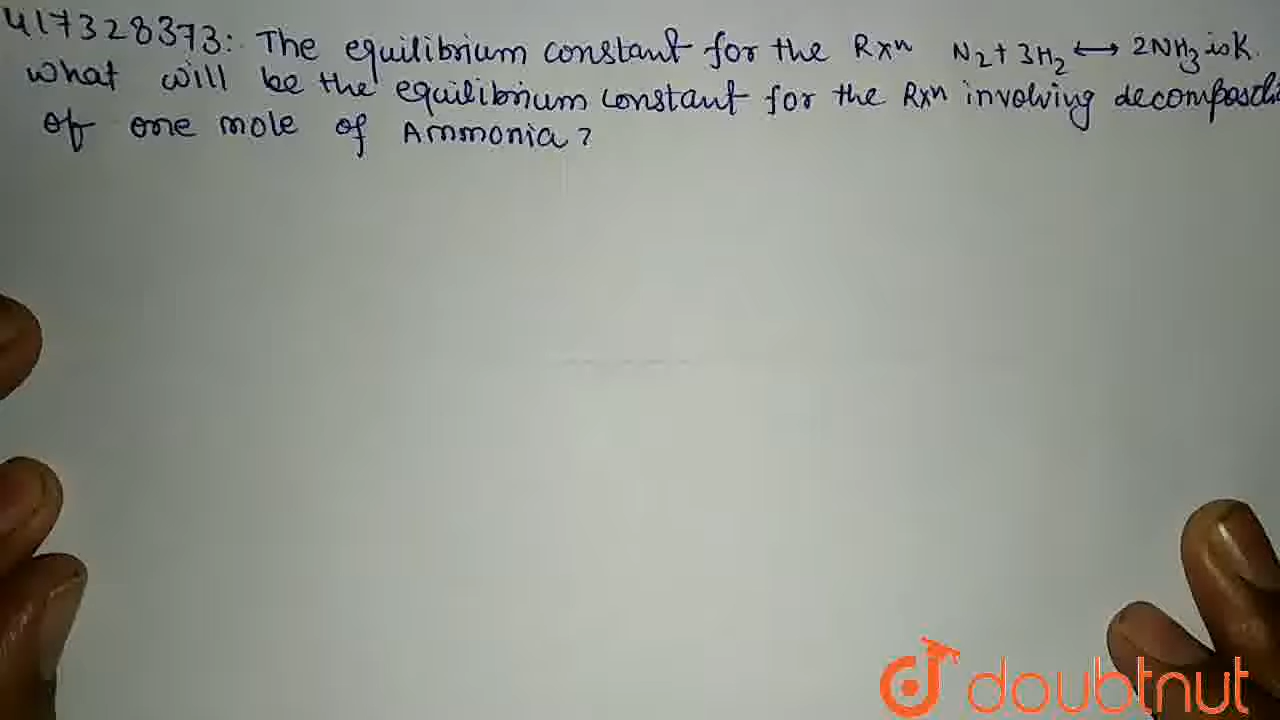 417328373: The equilibrium constant for the Rxⁿ N₂ + 3H₂ ⟷ 2NH₃ is K.
what will be the equilibrium constant for the Rxⁿ involving
of one mole of Ammonia?
doubtnut